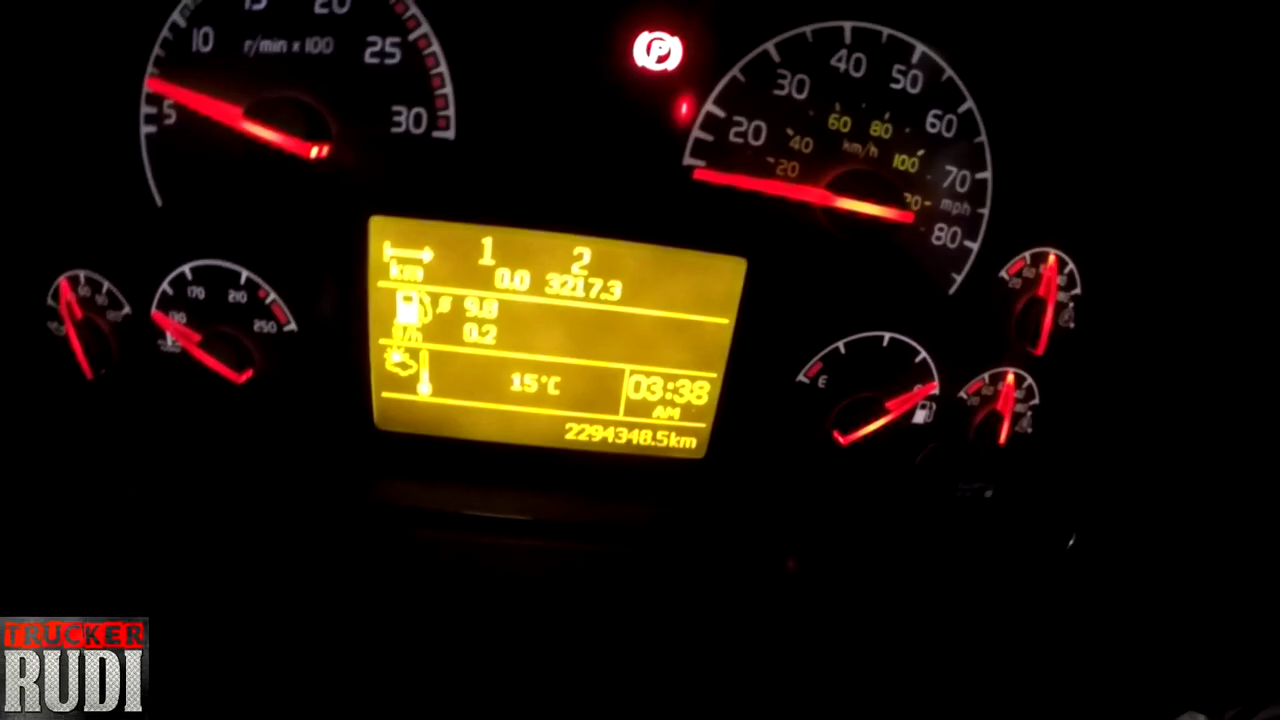 15 20
10 r/min x 100 25
5 30
P
30 40 50 60
20 70
mph
80
20 40 60 80 100
km/h
170 210
250
1 2
km 0.0 3217.3
9.8
0.2
15°C 03:38
AM
2294348.5km
E
TRUCKER
RUDI